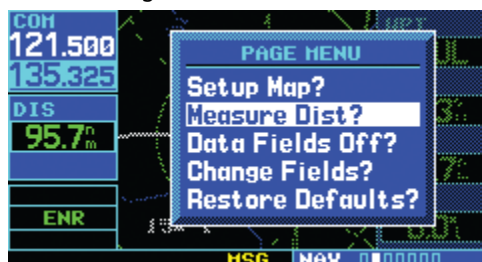 COM
121.500
135.325
DIS
95.7nm
ENR
PAGE MENU
Setup Map?
Measure Dist?
Data Fields Off?
Change Fields?
Restore Defaults?
MSG NAV